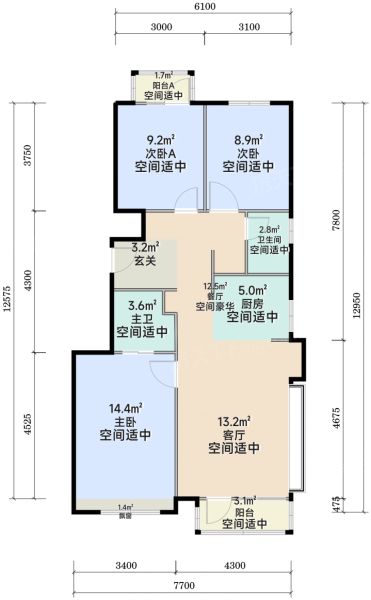 6100
3000
3100
1.7㎡
阳台A
空间适中
9.2㎡
次卧A
空间适中
8.9㎡
次卧
空间适中
3750
7800
2.8㎡
卫生间
空间适中
3.2㎡
玄关
4300
12575
12950
12.5㎡
餐厅
空间豪华
5.0㎡
厨房
空间适中
3.6㎡
主卫
空间适中
14.4㎡
主卧
空间适中
13.2㎡
客厅
空间适中
4525
4675
1.4㎡
飘窗
3.1㎡
阳台
空间适中
475
3400
4300
7700